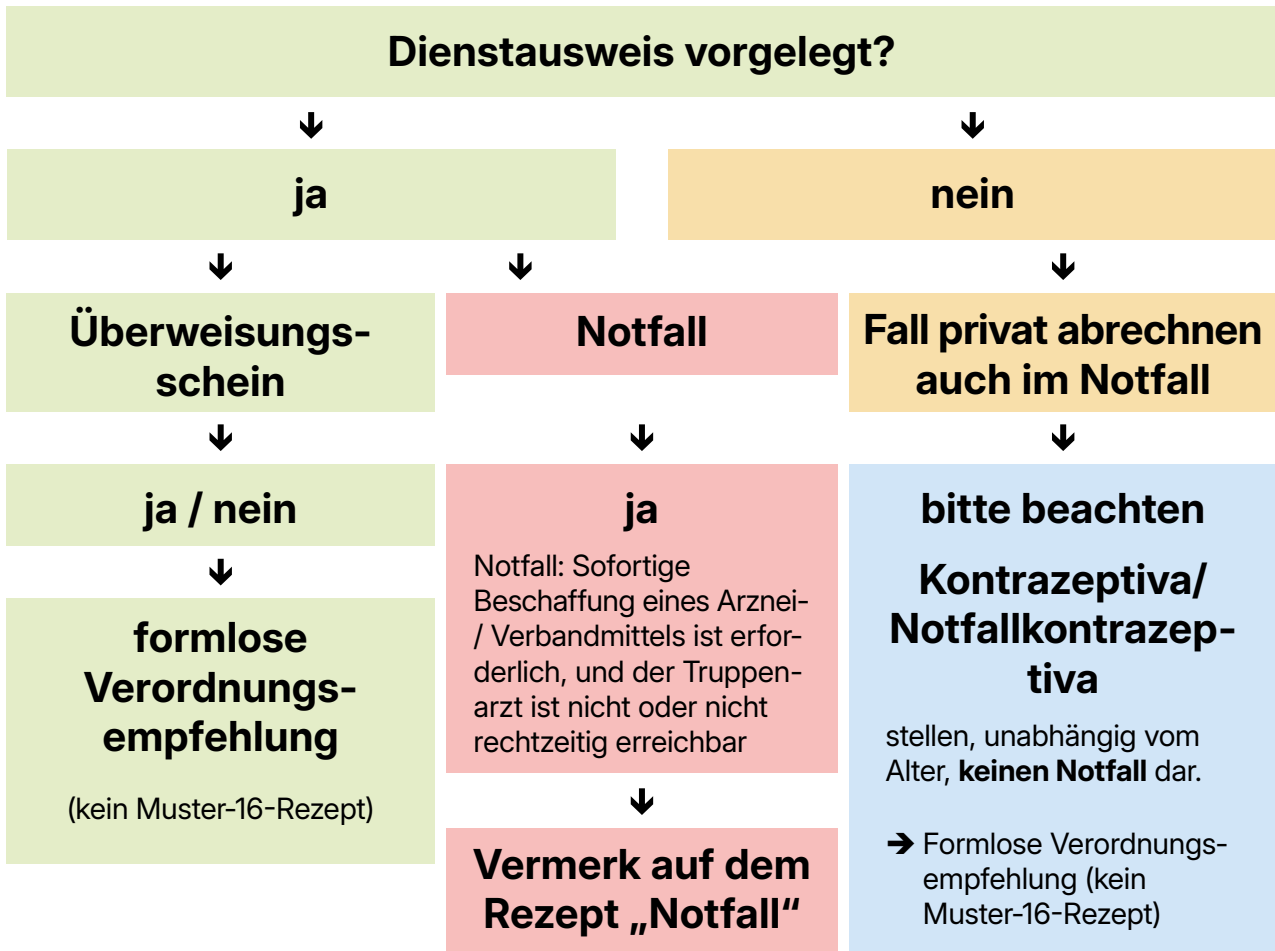 Dienstausweis vorgelegt?
ja
nein
Überweisungs-
schein
Notfall
Fall privat abrechnen
auch im Notfall
ja / nein
formlose
Verordnungs-
empfehlung
(kein Muster-16-Rezept)
ja
Notfall: Sofortige
Beschaffung eines Arznei-
/ Verbandmittels ist erfor-
derlich, und der Truppen-
arzt ist nicht oder nicht
rechtzeitig erreichbar
Vermerk auf dem
Rezept „Notfall“
bitte beachten
Kontrazeptiva/
Notfallkontrazep-
tiva
stellen, unabhängig vom
Alter, keinen Notfall dar.
➔ Formlose Verordnungs-
empfehlung (kein
Muster-16-Rezept)